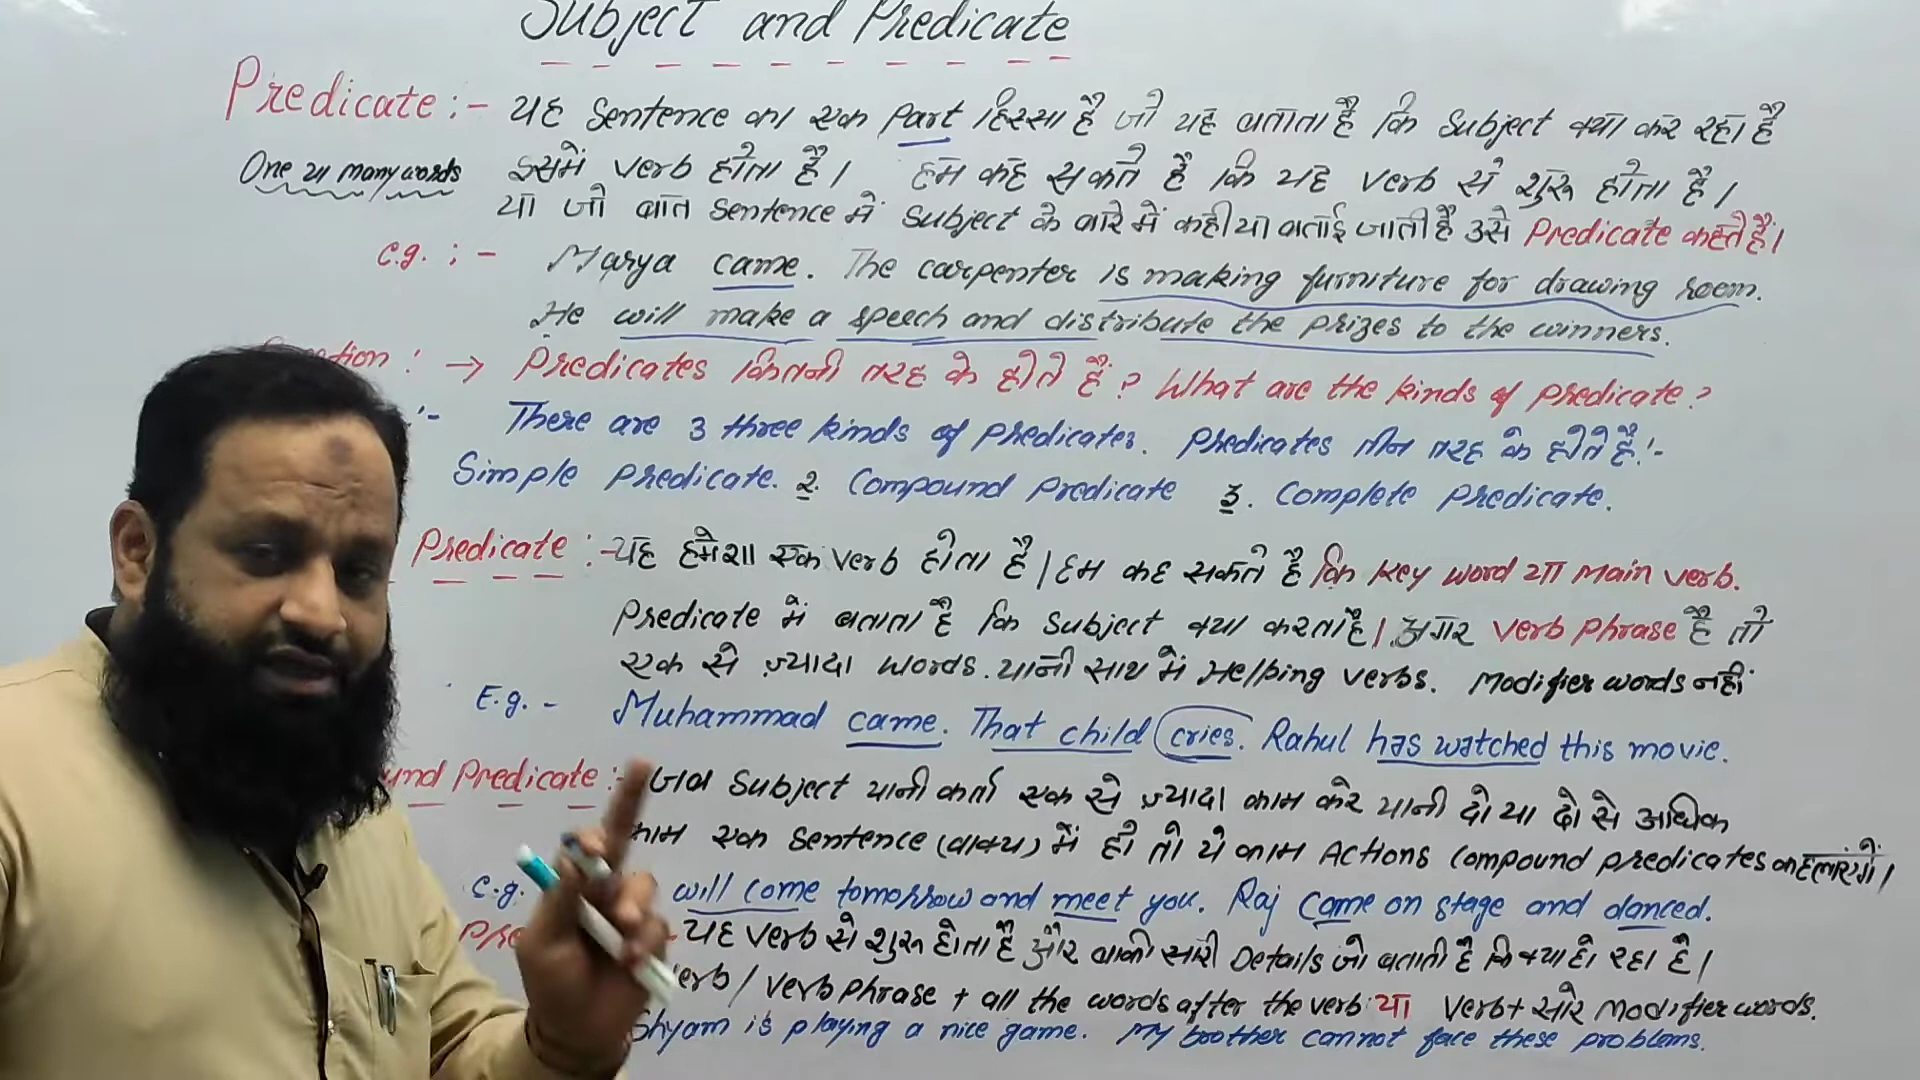 Subject and Predicate
Predicate :- यह Sentence का एक Part हिस्सा है जो यह बताता है कि Subject क्या कर रहा है
One या many words इसमें verb होता है। हम कह सकते है कि यह verb से शुरू होता है।
या जो बात Sentence में Subject के बारे में कही या बताई जाती है उसे Predicate कहते हैं।
e.g. :- Marya came. The carpenter is making furniture for drawing room.
He will make a speech and distribute the prizes to the winners.
: → Predicates कितनी तरह के होते हैं? What are the kinds of predicate?
:- There are 3 three kinds of predicates. Predicates तीन तरह के होते है!-
Simple Predicate. 2. Compound Predicate 3. Complete Predicate.
Predicate :- यह हमेशा एक verb होता है। हम कह सकते है कि Key word या Main verb.
Predicate में बताता है कि Subject क्या करता है। अगर verb phrase है तो
एक से ज़्यादा words. यानी साथ में Helping verbs. Modifier words नहीं
E.g. - Muhammad came. That child cries. Rahul has watched this movie.
Predicate :- जब Subject यानी कर्ता एक से ज़्यादा काम करे यानी दो या दो से अधिक
काम एक Sentence (वाक्य) में हो तो ये काम Actions Compound predicates कहलाएंगे।
e.g. will come tomorrow and meet you. Raj came on stage and danced.
यह verb से शुरू होता है और बाकी सारी Details जो बताती है कि क्या हो रहा है।
verb / verb phrase + all the words after the verb या verb + सारे Modifier words.
Shyam is playing a nice game. My brother cannot face these problems.